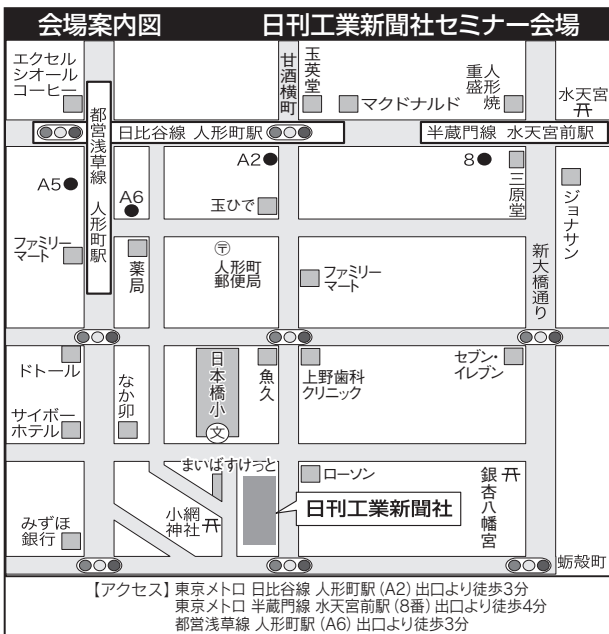 会場案内図　日刊工業新聞社セミナー会場
エクセル
シオール
コーヒー
都営浅草線 人形町駅
甘酒横町
玉英堂
マクドナルド
人形焼
重盛
水天宮
日比谷線 人形町駅
半蔵門線 水天宮前駅
A5
A6
A2
玉ひで
8
三原堂
ジョナサン
ファミリー
マート
薬局
〒
人形町
郵便局
ファミリー
マート
新大橋通り
ドトール
なか卯
日本橋小
文
魚久
上野歯科
クリニック
セブン・
イレブン
サイボー
ホテル
まいばすけっと
ローソン
日刊工業新聞社
銀杏八幡宮
みずほ
銀行
小網
神社
蛎殻町
【アクセス】東京メトロ 日比谷線 人形町駅（A2）出口より徒歩3分
東京メトロ 半蔵門線 水天宮前駅（8番）出口より徒歩4分
都営浅草線 人形町駅（A6）出口より徒歩3分